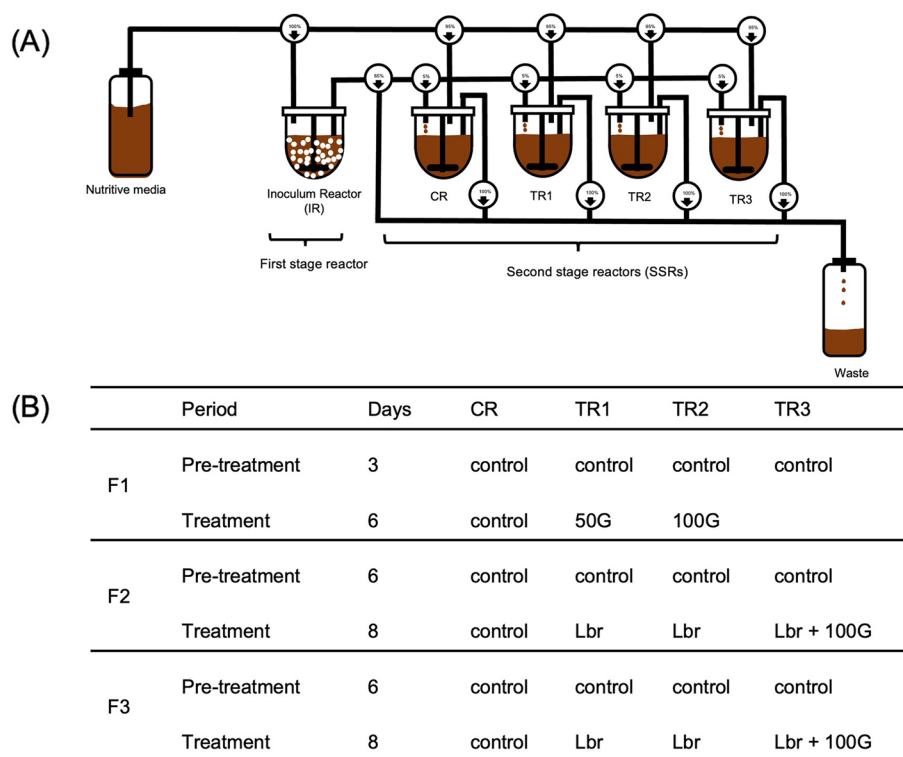 (A)
100%
95%
95%
95%
95%
85%
5%
5%
5%
5%
100%
100%
100%
100%
Nutritive media
Inoculum Reactor
(IR)
CR
TR1
TR2
TR3
First stage reactor
Second stage reactors (SSRs)
Waste
(B)
Period Days CR TR1 TR2 TR3
F1
Pre-treatment 3 control control control control
Treatment 6 control 50G 100G
F2
Pre-treatment 6 control control control control
Treatment 8 control Lbr Lbr Lbr + 100G
F3
Pre-treatment 6 control control control control
Treatment 8 control Lbr Lbr Lbr + 100G